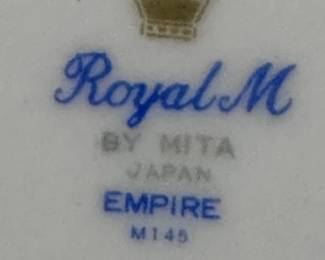 Royal M
BY MITA
JAPAN
EMPIRE
M145